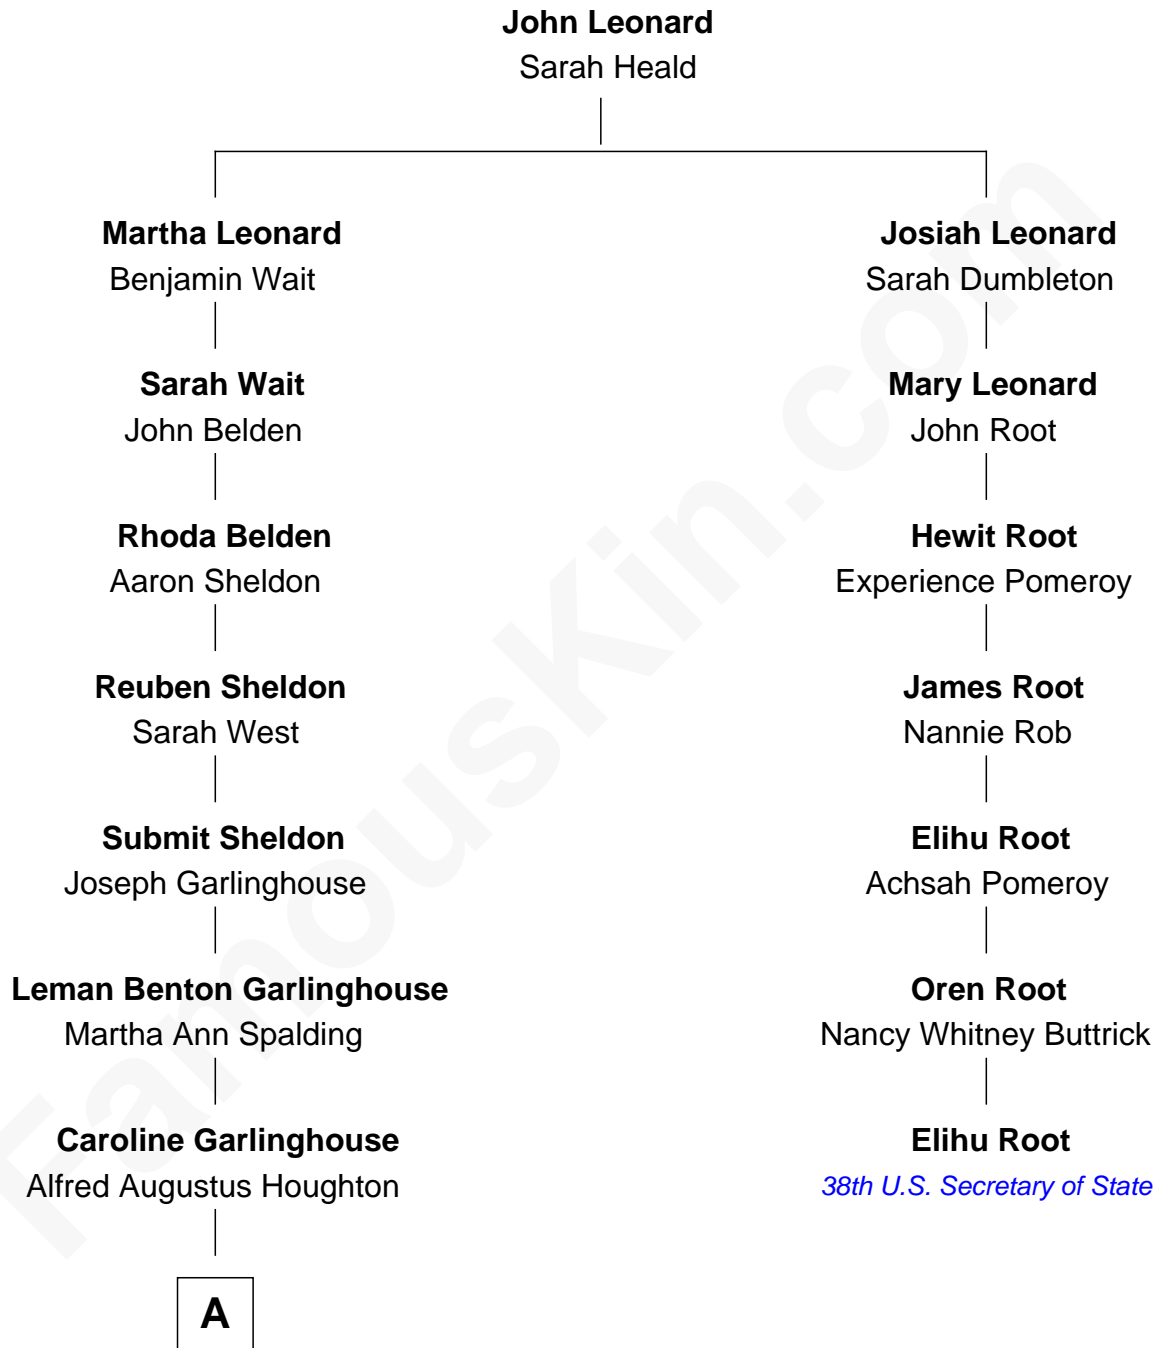 John Leonard
Sarah Heald
Martha Leonard
Benjamin Wait
Josiah Leonard
Sarah Dumbleton
Sarah Wait
John Belden
Mary Leonard
John Root
Rhoda Belden
Aaron Sheldon
Hewit Root
Experience Pomeroy
Reuben Sheldon
Sarah West
James Root
Nannie Rob
Submit Sheldon
Joseph Garlinghouse
Elihu Root
Achsah Pomeroy
Leman Benton Garlinghouse
Martha Ann Spalding
Oren Root
Nancy Whitney Buttrick
Caroline Garlinghouse
Alfred Augustus Houghton
Elihu Root
38th U.S. Secretary of State
A
FamousKin.com